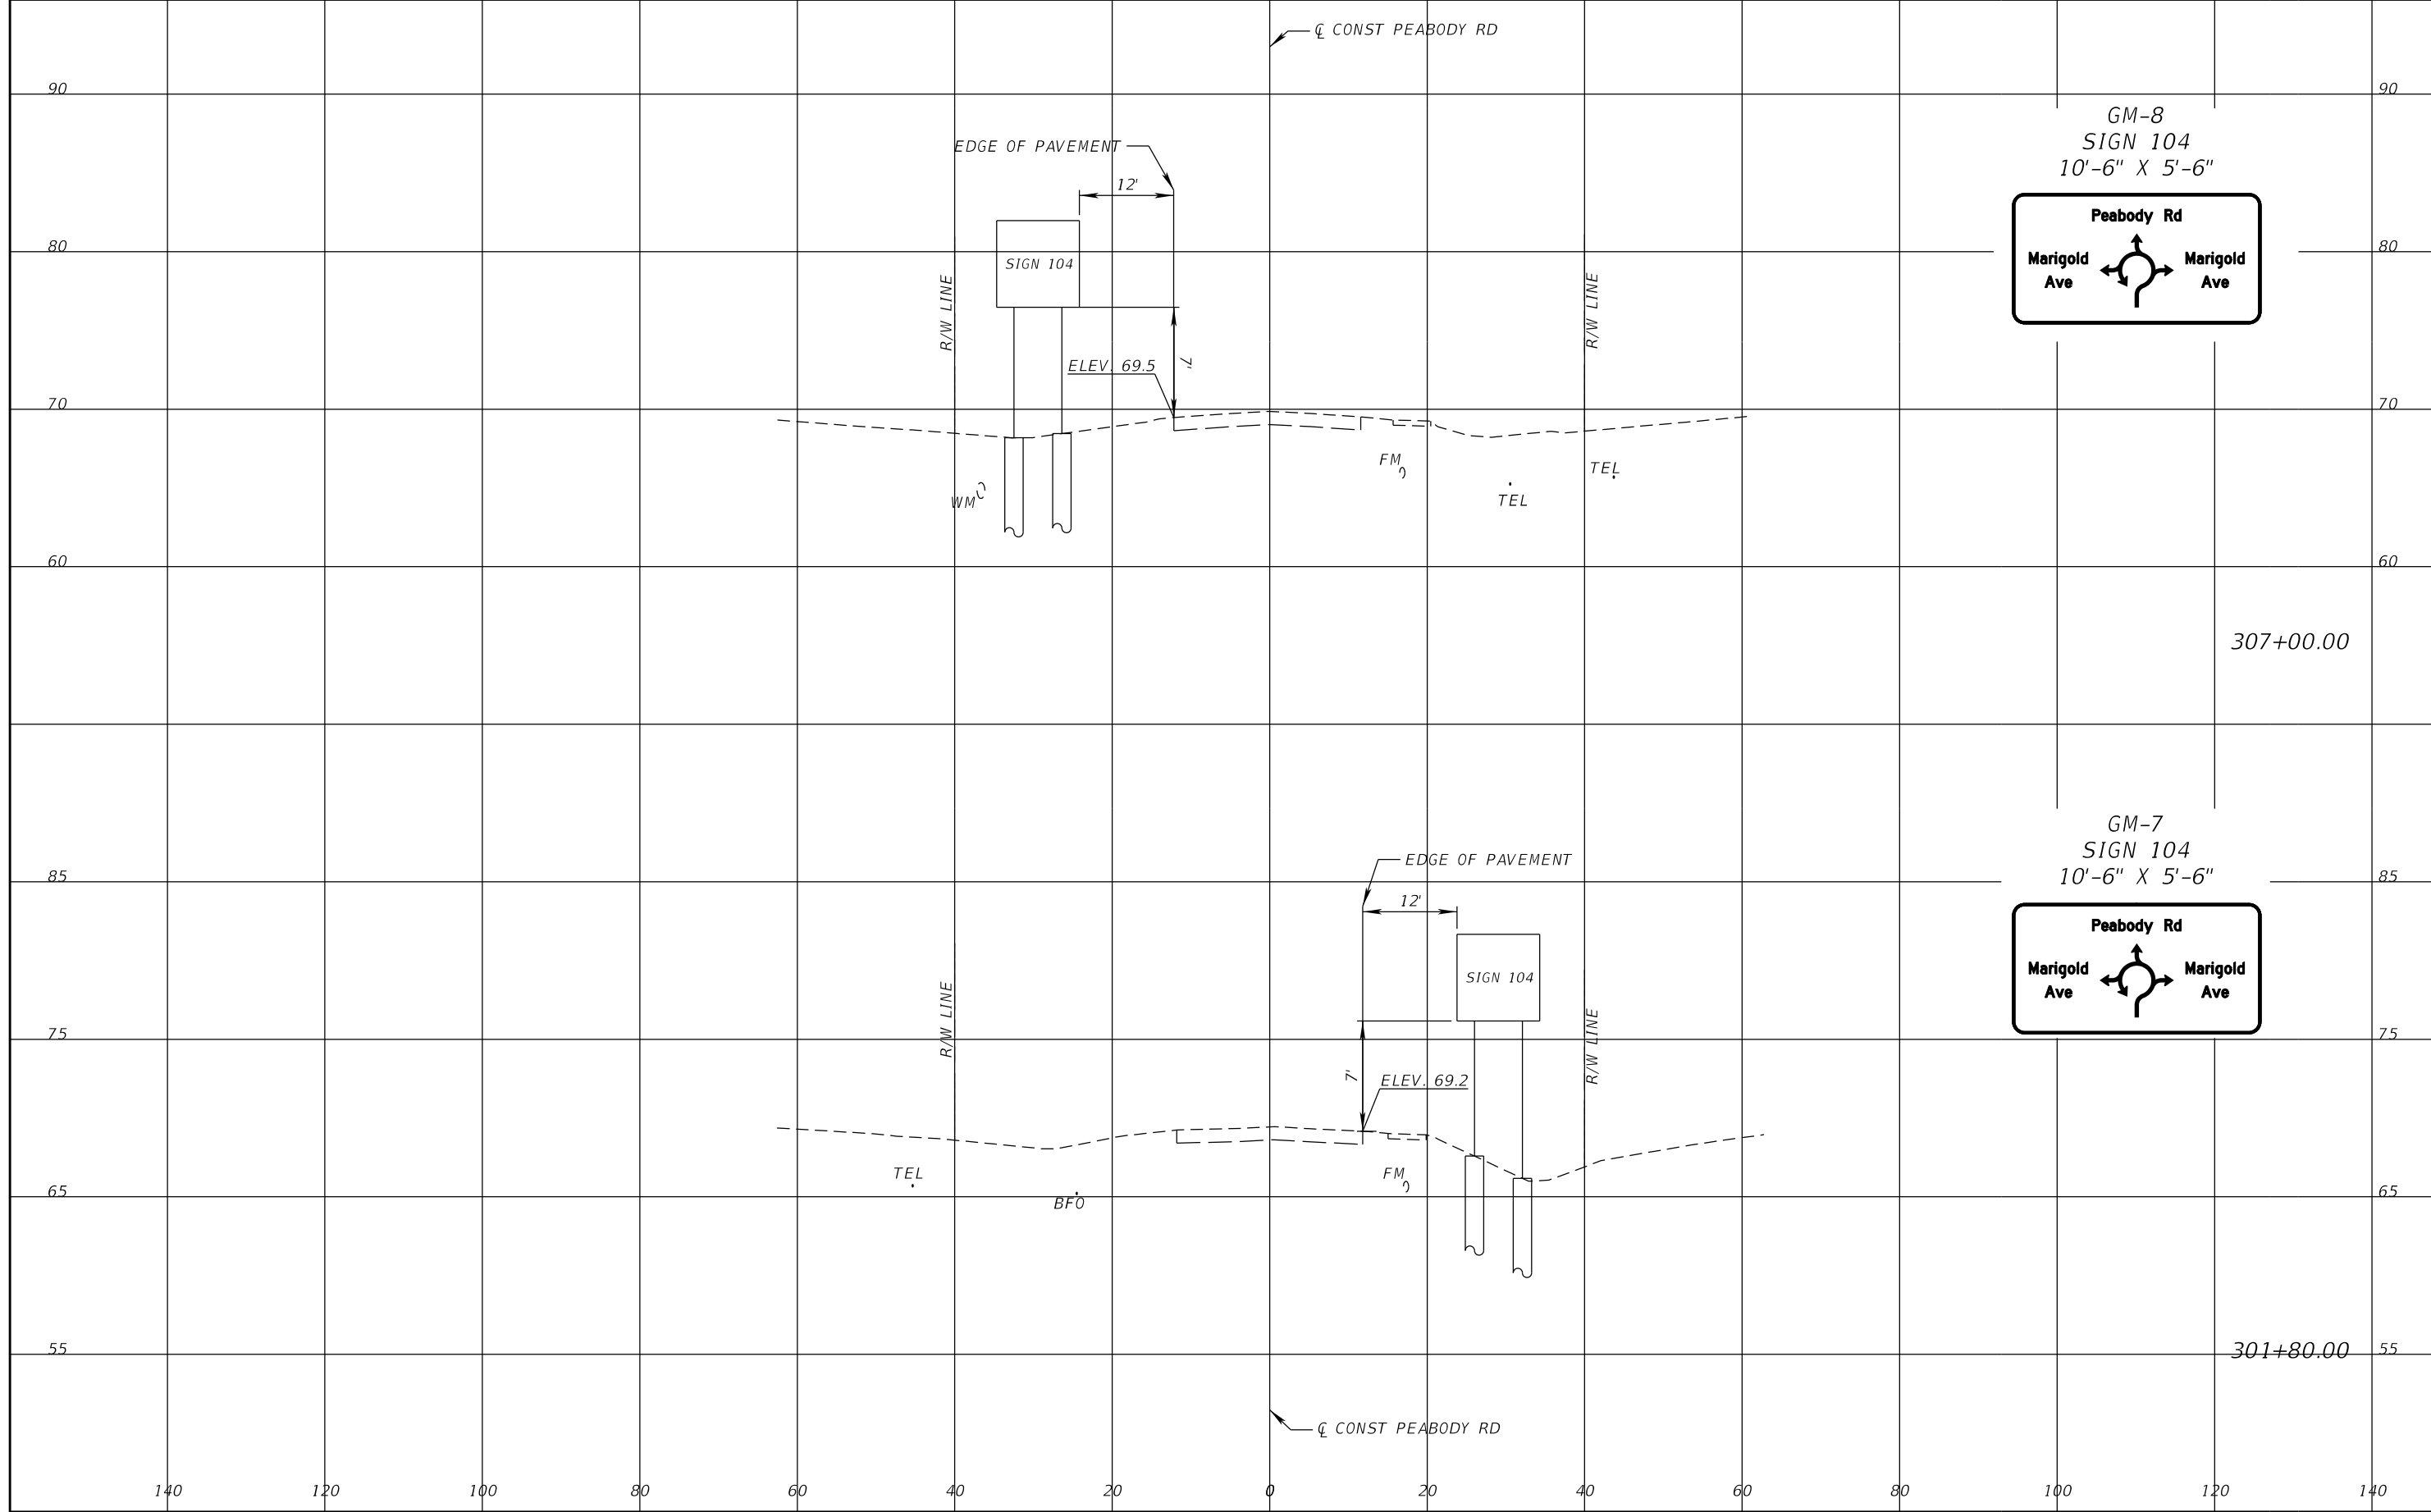 ℄ CONST PEABODY RD
90
90
GM-8
SIGN 104
10'-6" X 5'-6"
EDGE OF PAVEMENT
12'
Peabody Rd
80
80
SIGN 104
Marigold
Ave
Marigold
Ave
R/W LINE
R/W LINE
7'
ELEV. 69.5
70
70
FM
TEL
WM
TEL
60
60
307+00.00
GM-7
SIGN 104
10'-6" X 5'-6"
EDGE OF PAVEMENT
85
85
12'
Peabody Rd
SIGN 104
Marigold
Ave
Marigold
Ave
R/W LINE
R/W LINE
75
75
7'
ELEV. 69.2
TEL
FM
BFO
65
65
55
301+80.00
55
℄ CONST PEABODY RD
140 120 100 80 60 40 20 0 20 40 60 80 100 120 140